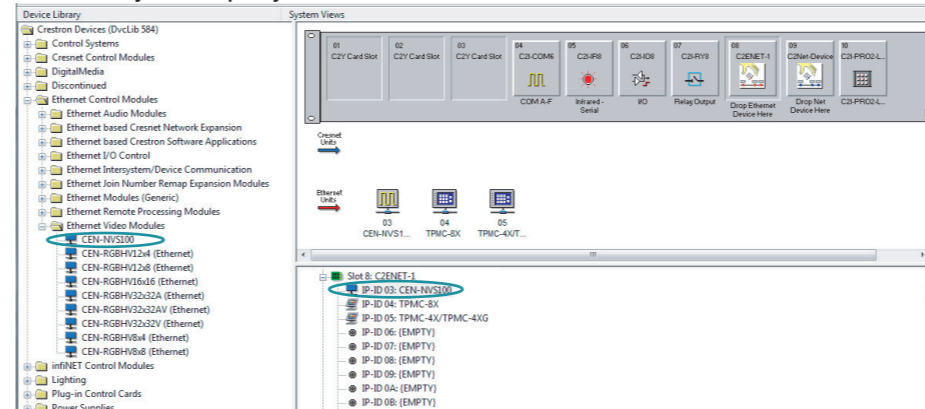 Device Library
Crestron Devices (DvcLib 584)
Control Systems
Cresnet Control Modules
DigitalMedia
Discontinued
Ethernet Control Modules
Ethernet Audio Modules
Ethernet based Cresnet Network Expansion
Ethernet based Crestron Software Applications
Ethernet I/O Control
Ethernet Intersystem/Device Communication
Ethernet Join Number Remap Expansion Modules
Ethernet Modules (Generic)
Ethernet Remote Processing Modules
Ethernet Video Modules
CEN-NVS100
CEN-RGBHV12x4 (Ethernet)
CEN-RGBHV12x8 (Ethernet)
CEN-RGBHV16x16 (Ethernet)
CEN-RGBHV32x32A (Ethernet)
CEN-RGBHV32x32AV (Ethernet)
CEN-RGBHV32x32V (Ethernet)
CEN-RGBHV8x4 (Ethernet)
CEN-RGBHV8x8 (Ethernet)
infiNET Control Modules
Lighting
Plug-in Control Cards
Power Supplies
System Views
01 02 03 04 05 06 07 08 09 10
C2Y Card Slot C2Y Card Slot C2Y Card Slot C2I-COM6 C2I-IR8 C2I-IO8 C2I-RY8 C2ENET-1 C2Net-Device C2I-PRO2-L...
COM A-F Infrared - Serial I/O Relay Output Drop Ethernet Device Here Drop Net Device Here C2I-PRO2-L...
Cresnet
Units
Ethernet
Units
03 04 05
CEN-NVS1... TPMC-8X TPMC-4X/T...
Slot 8: C2ENET-1
IP-ID 03: CEN-NVS100
IP-ID 04: TPMC-8X
IP-ID 05: TPMC-4X/TPMC-4XG
IP-ID 06: {EMPTY}
IP-ID 07: {EMPTY}
IP-ID 08: {EMPTY}
IP-ID 09: {EMPTY}
IP-ID 0A: {EMPTY}
IP-ID 0B: {EMPTY}